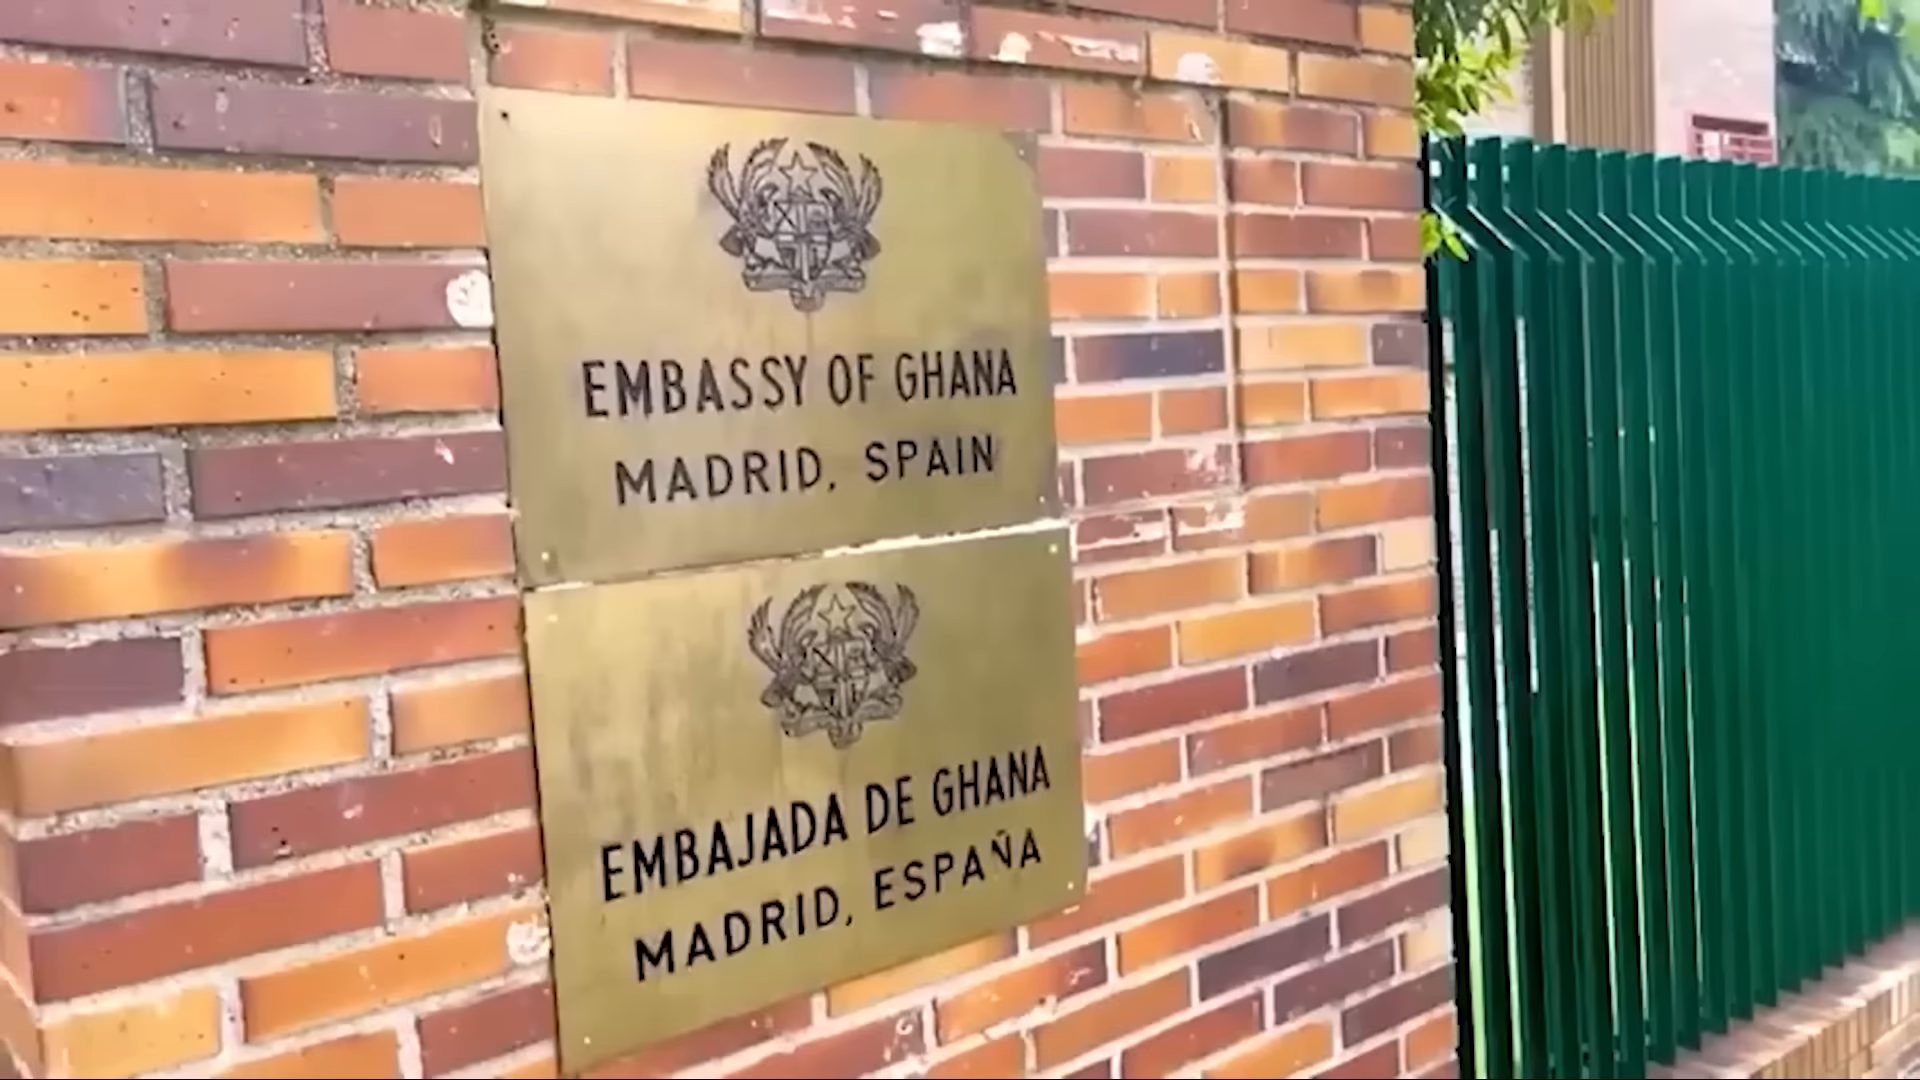 EMBASSY OF GHANA
MADRID, SPAIN
EMBAJADA DE GHANA
MADRID, ESPAÑA